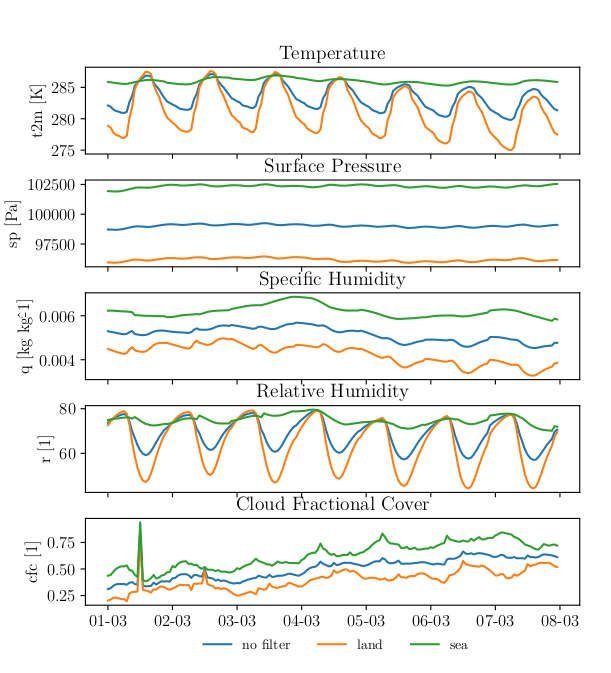 Temperature
t2m [K]
285
280
275
Surface Pressure
sp [Pa]
102500
100000
97500
Specific Humidity
q [kg kg-1]
0.006
0.004
Relative Humidity
r [1]
80
60
Cloud Fractional Cover
cfc [1]
0.75
0.50
0.25
01-03 02-03 03-03 04-03 05-03 06-03 07-03 08-03
no filter land sea